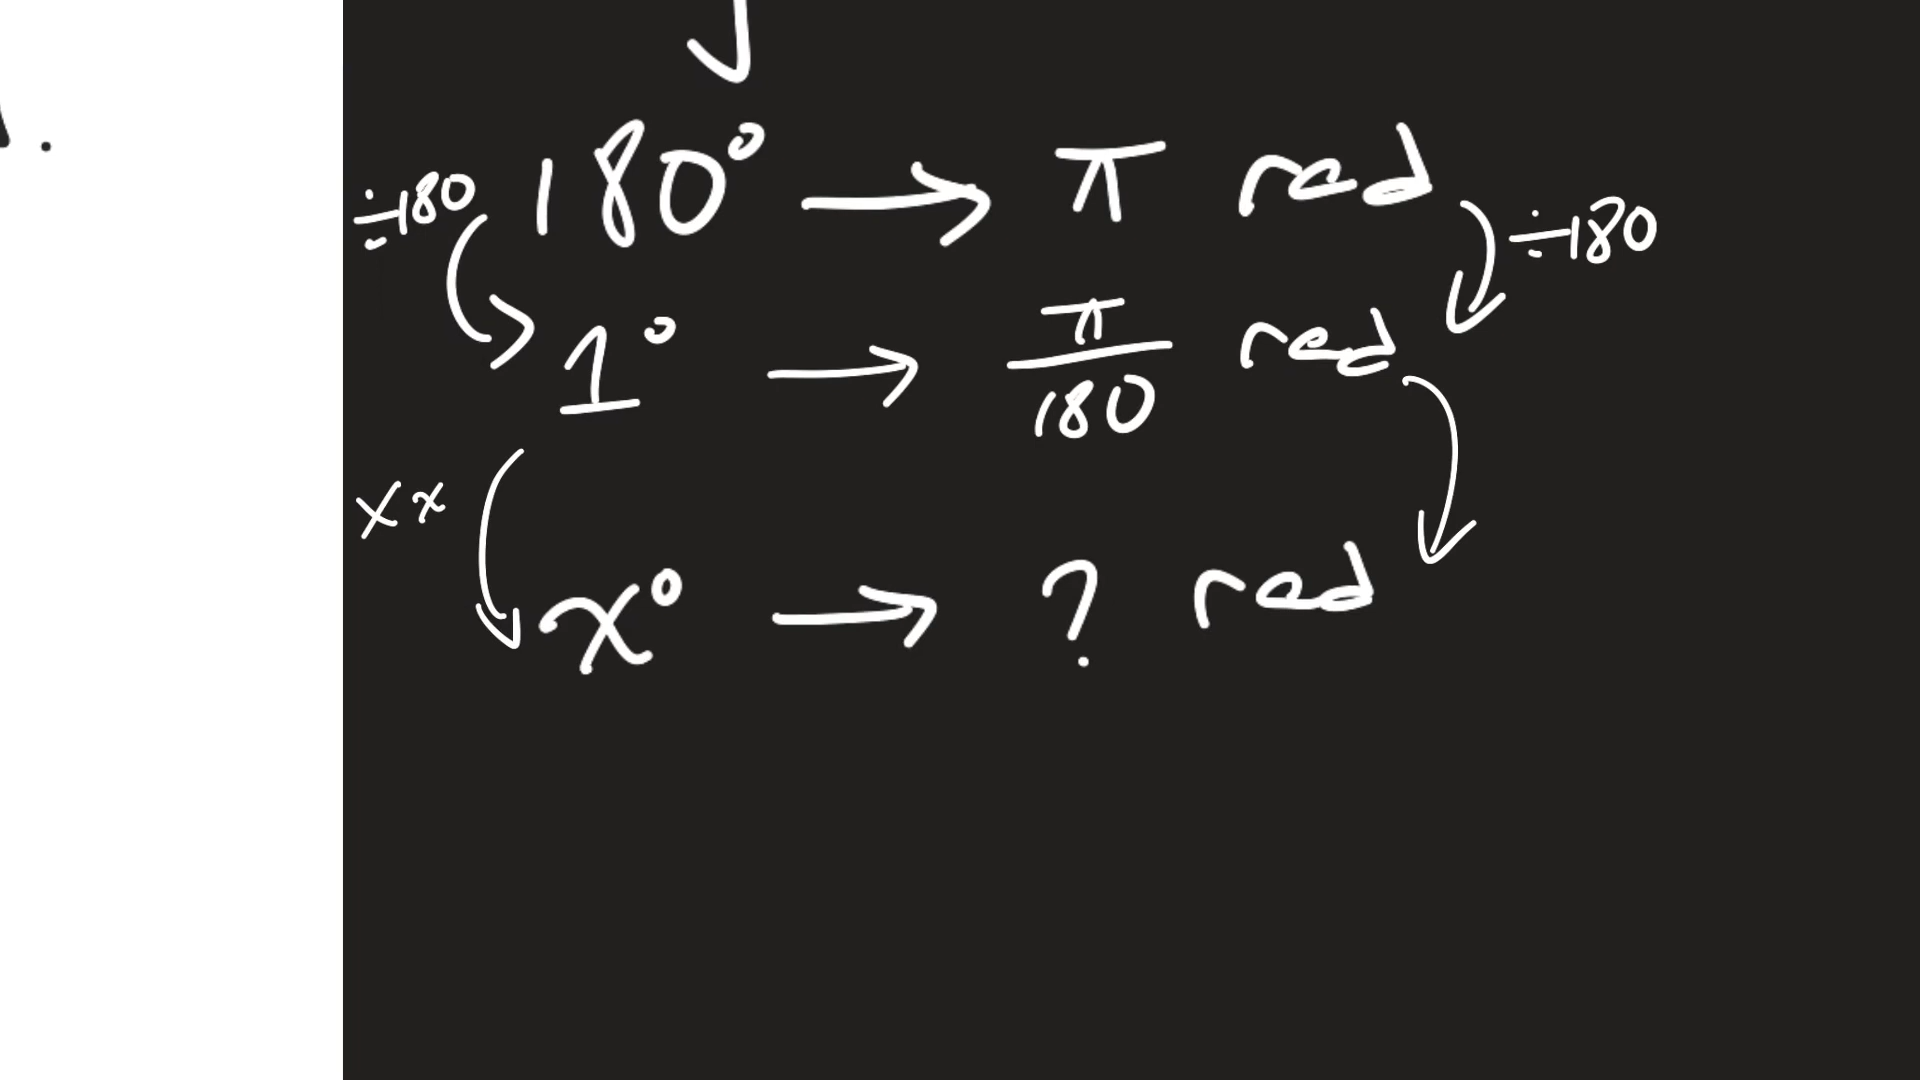 ÷180 180° → π rad ÷180
1° → π/180 rad
×x
x° → ? rad